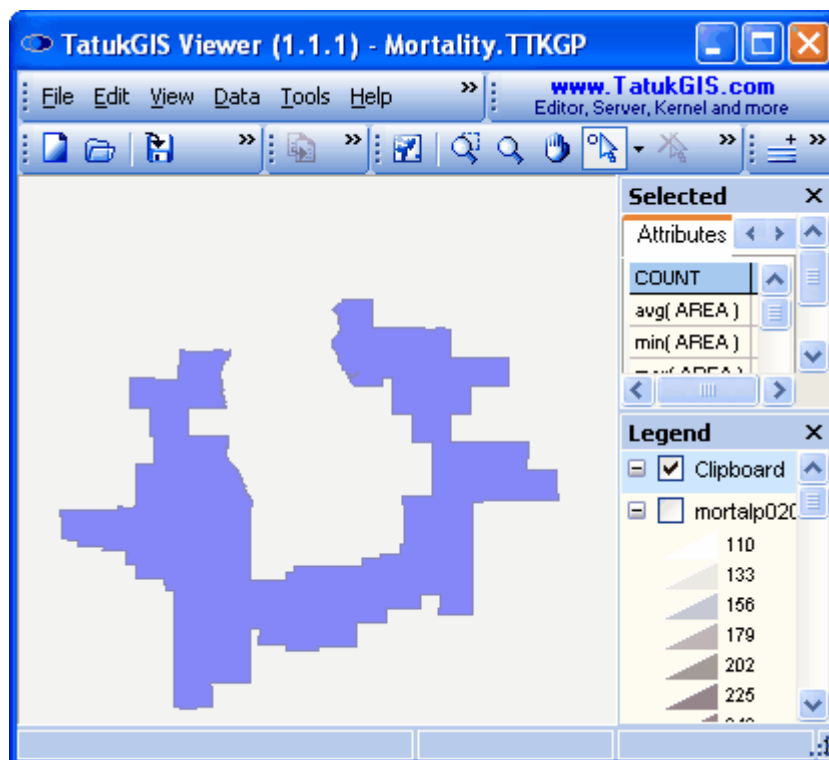 TatukGIS Viewer (1.1.1) - Mortality.TTKGP
File Edit View Data Tools Help
www.TatukGIS.com
Editor, Server, Kernel and more
Selected
Attributes
COUNT
avg( AREA )
min( AREA )
Legend
Clipboard
mortalp020
110
133
156
179
202
225